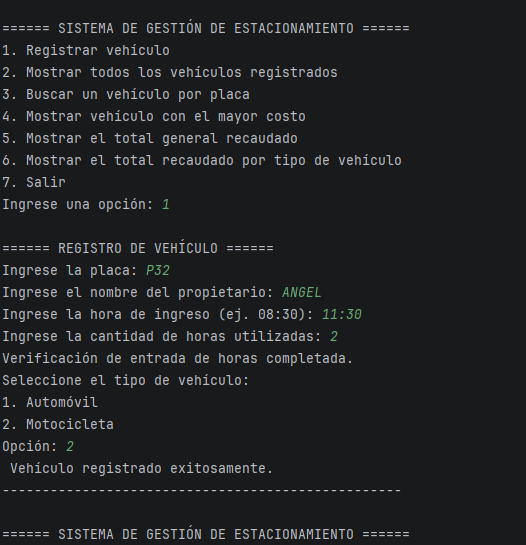 ====== SISTEMA DE GESTIÓN DE ESTACIONAMIENTO ======
1. Registrar vehículo
2. Mostrar todos los vehículos registrados
3. Buscar un vehículo por placa
4. Mostrar vehículo con el mayor costo
5. Mostrar el total general recaudado
6. Mostrar el total recaudado por tipo de vehículo
7. Salir
Ingrese una opción: 1
====== REGISTRO DE VEHÍCULO ======
Ingrese la placa: P32
Ingrese el nombre del propietario: ANGEL
Ingrese la hora de ingreso (ej. 08:30): 11:30
Ingrese la cantidad de horas utilizadas: 2
Verificación de entrada de horas completada.
Seleccione el tipo de vehículo:
1. Automóvil
2. Motocicleta
Opción: 2
 Vehículo registrado exitosamente.
--------------------------------------------------
====== SISTEMA DE GESTIÓN DE ESTACIONAMIENTO ======